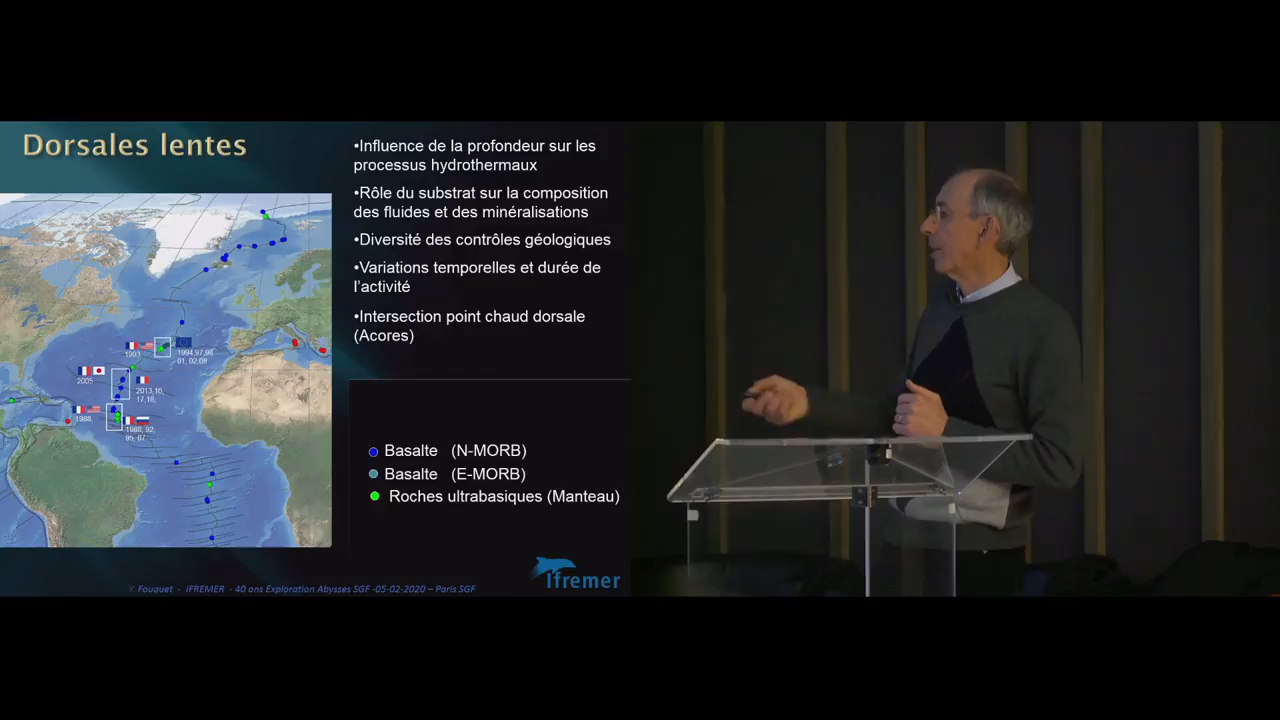 Dorsales lentes
•Influence de la profondeur sur les
processus hydrothermaux
•Rôle du substrat sur la composition
des fluides et des minéralisations
•Diversité des contrôles géologiques
•Variations temporelles et durée de
l'activité
•Intersection point chaud dorsale
(Acores)
1993
1994,97,98
01, 02,08
2005
2013,16,
17,18,
1988,
1988, 92,
95, 07
Basalte (N-MORB)
Basalte (E-MORB)
Roches ultrabasiques (Manteau)
Ifremer
Y. Fouquet - IFREMER - 40 ans Exploration Abysses SGF -05-02-2020 – Paris SGF